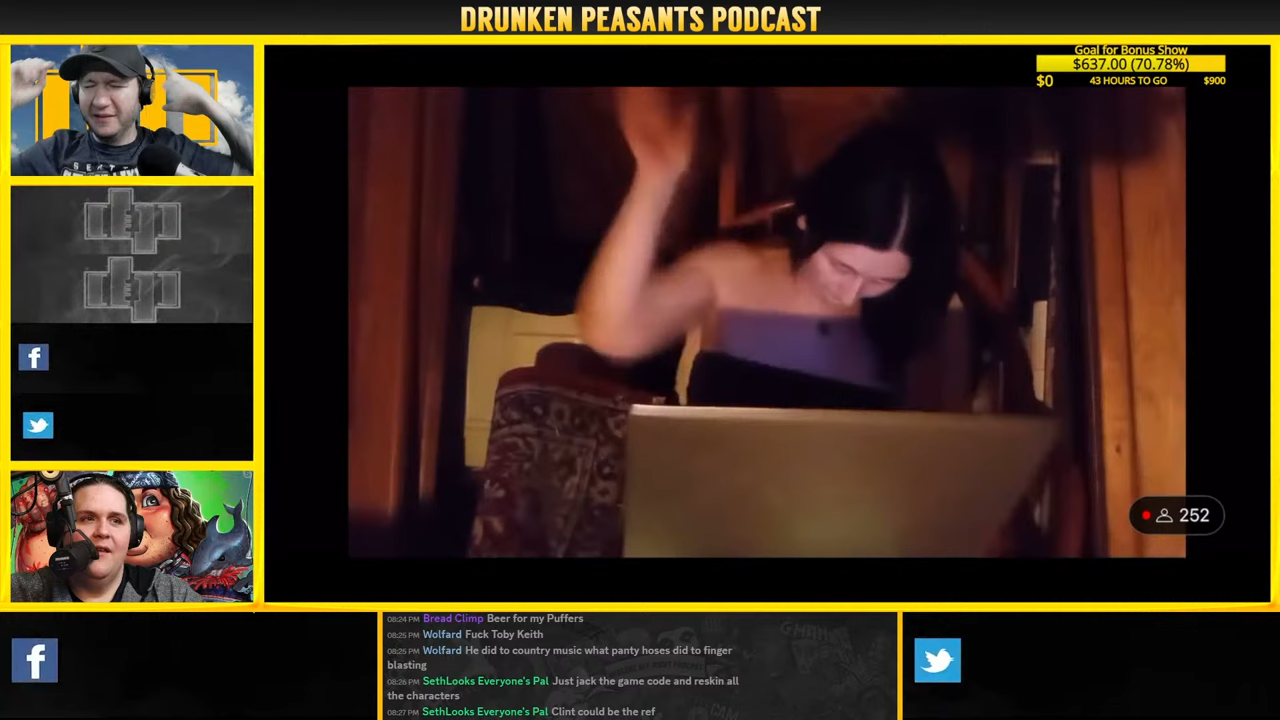 DRUNKEN PEASANTS PODCAST
Goal for Bonus Show
$637.00 (70.78%)
$0 43 HOURS TO GO $900
252
08:24 PM Bread Climp Beer for my Puffers
08:25 PM Wolfard Fuck Toby Keith
08:26 PM Wolfard He did to country music what panty hoses did to finger
blasting
08:26 PM SethLooks Everyone's Pal Just jack the game code and reskin all
the characters
08:27 PM SethLooks Everyone's Pal Clint could be the ref